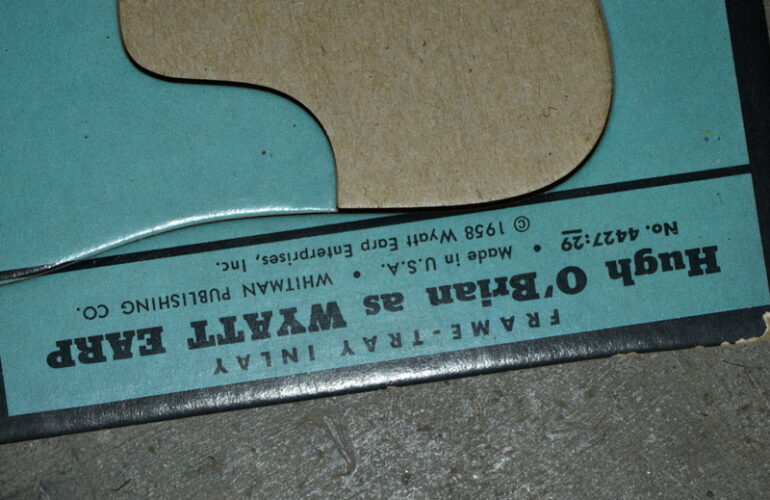 FRAME-TRAY INLAY
Hugh O'Brian as WYATT EARP
No. 4427:29 • Made in U.S.A. • WHITMAN PUBLISHING CO.
© 1958 Wyatt Earp Enterprises, Inc.